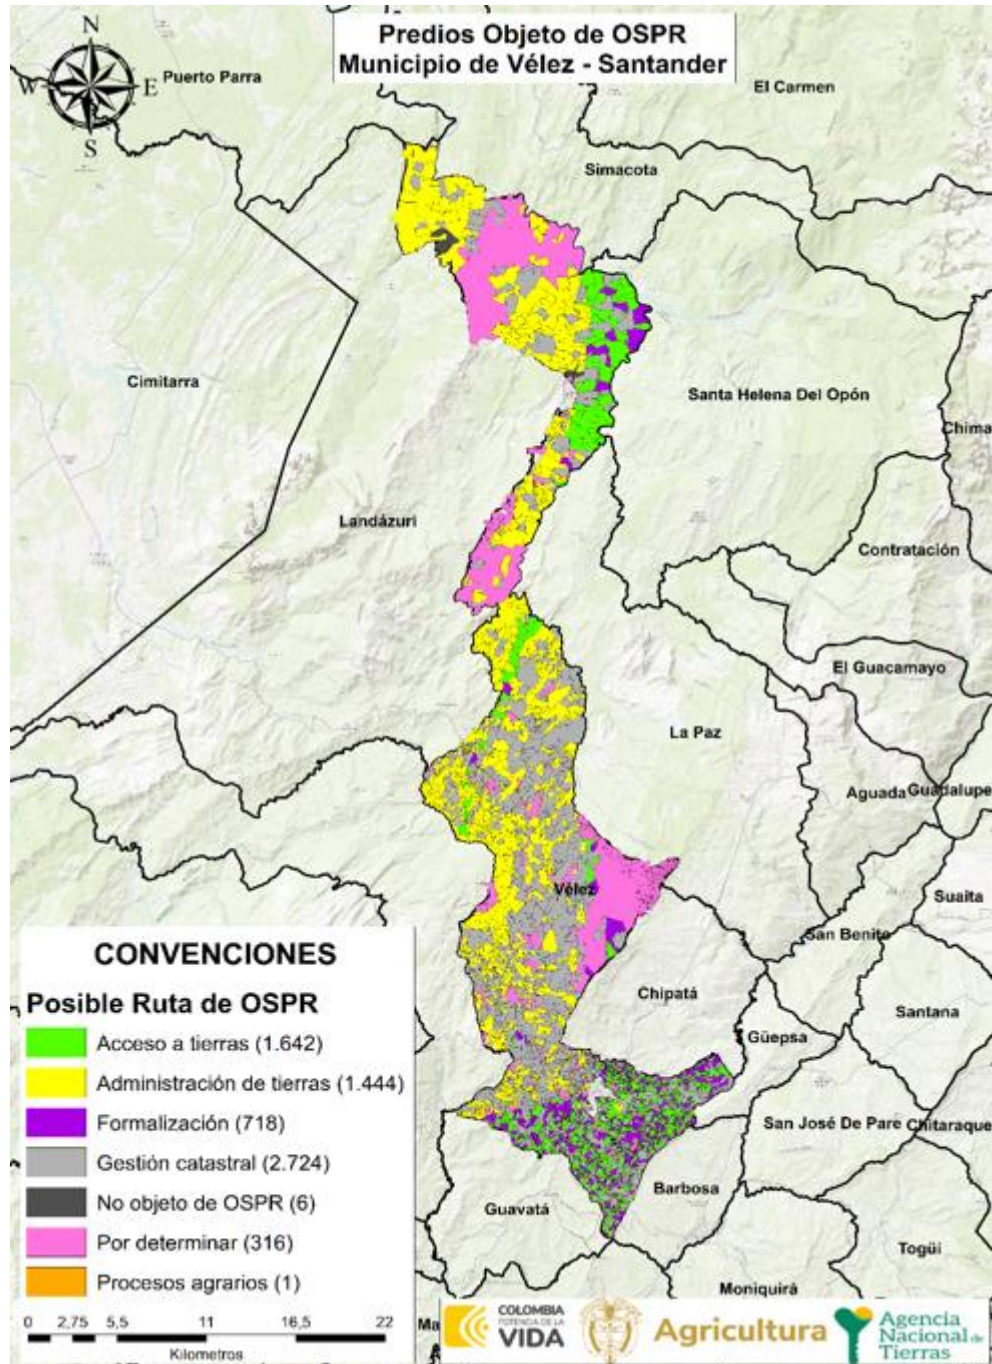 Predios Objeto de OSPR
Municipio de Vélez - Santander
N
W
E
S
Puerto Parra
El Carmen
Simacota
Cimitarra
Santa Helena Del Opón
Chima
Landázuri
Contratación
El Guacamayo
La Paz
Aguada
Guadalupe
Vélez
Suaita
San Benito
Chipatá
Santana
Güepsa
San José De Pare
Chitaraque
Barbosa
Guavatá
Togüi
Moniquirá
CONVENCIONES
Posible Ruta de OSPR
Acceso a tierras (1.642)
Administración de tierras (1.444)
Formalización (718)
Gestión catastral (2.724)
No objeto de OSPR (6)
Por determinar (316)
Procesos agrarios (1)
0 2,75 5,5 11 16,5 22
Kilometros
COLOMBIA
POTENCIA DE LA
VIDA
Agricultura
Agencia
Nacional de
Tierras